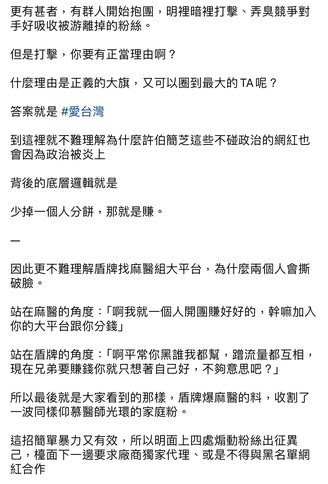 更有甚者，有群人開始抱團，明裡暗裡打擊、弄臭競爭對
手好吸收被游離掉的粉絲。
但是打擊，你要有正當理由啊？
什麼理由是正義的大旗，又可以圈到最大的TA呢？
答案就是 #愛台灣
到這裡就不難理解為什麼許伯簡芝這些不碰政治的網紅也
會因為政治被炎上
背後的底層邏輯就是
少掉一個人分餅，那就是賺。
—
因此更不難理解盾牌找麻醫組大平台，為什麼兩個人會撕
破臉。
站在麻醫的角度：「啊我就一個人開團賺好好的，幹嘛加入
你的大平台跟你分錢」
站在盾牌的角度：「啊平常你黑誰我都幫，蹭流量都互相，
現在兄弟要賺錢你就只想著自己好，不夠意思吧？」
所以最後就是大家看到的那樣，盾牌爆麻醫的料，收割了
一波同樣仰慕醫師光環的家庭粉。
這招簡單暴力又有效，所以明面上四處煽動粉絲出征異
己，檯面下一邊要求廠商獨家代理、或是不得與黑名單網
紅合作